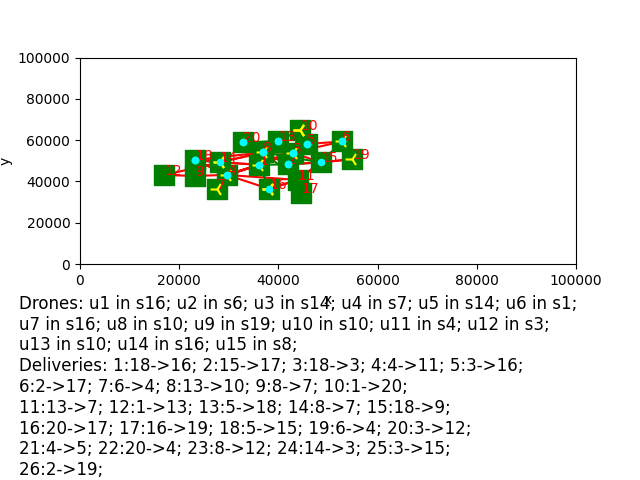 100000
80000
60000
40000
20000
0
y
0 20000 40000 60000 80000 100000
x
Drones: u1 in s16; u2 in s6; u3 in s14; u4 in s7; u5 in s14; u6 in s1;
u7 in s16; u8 in s10; u9 in s19; u10 in s10; u11 in s4; u12 in s3;
u13 in s10; u14 in s16; u15 in s8;
Deliveries: 1:18->16; 2:15->17; 3:18->3; 4:4->11; 5:3->16;
6:2->17; 7:6->4; 8:13->10; 9:8->7; 10:1->20;
11:13->7; 12:1->13; 13:5->18; 14:8->7; 15:18->9;
16:20->17; 17:16->19; 18:5->15; 19:6->4; 20:3->12;
21:4->5; 22:20->4; 23:8->12; 24:14->3; 25:3->15;
26:2->19;